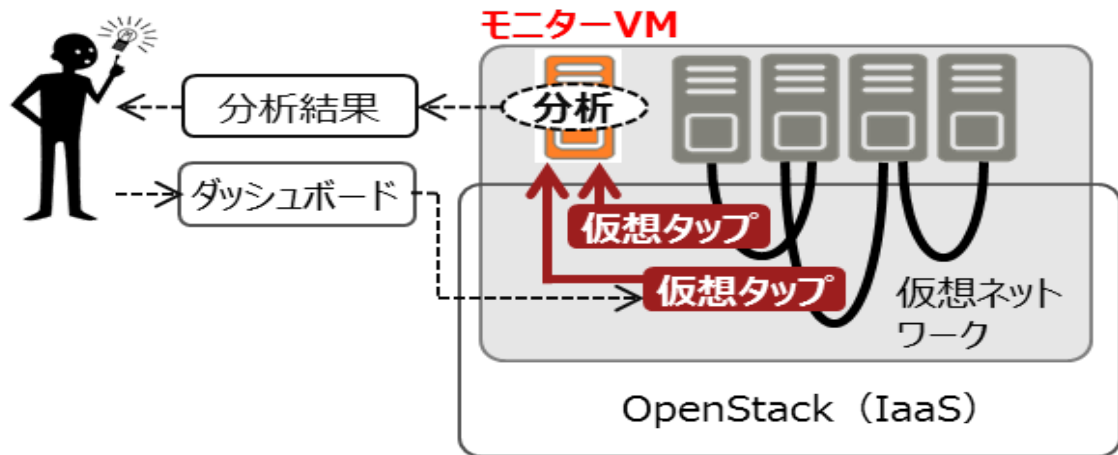 モニターVM
分析結果
分析
ダッシュボード
仮想タップ
仮想タップ
仮想ネット
ワーク
OpenStack（IaaS）